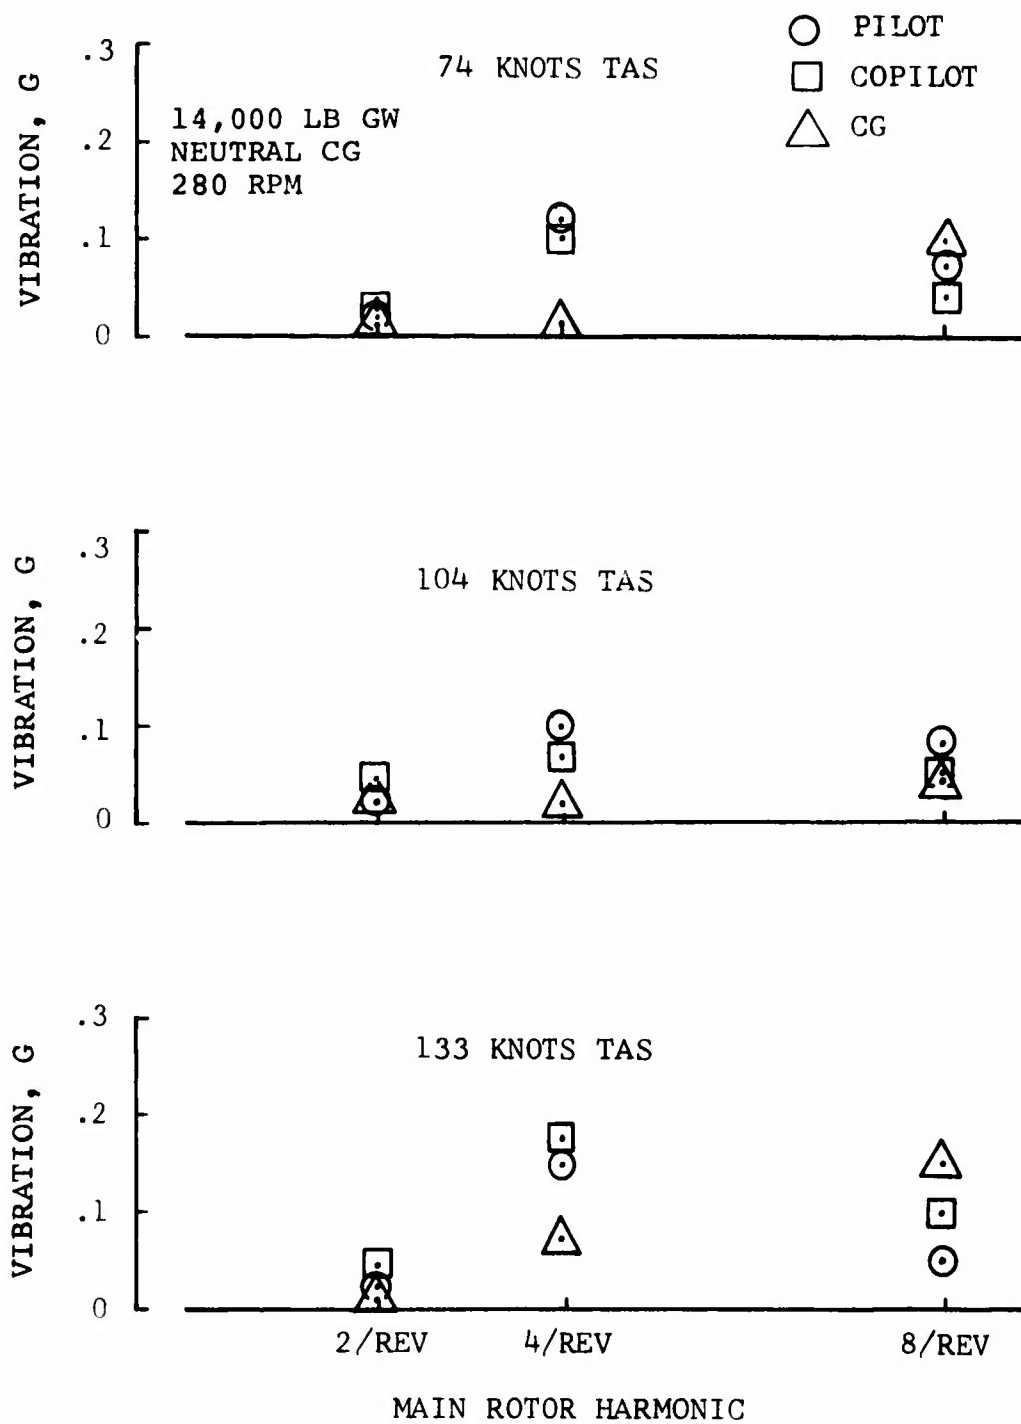 PILOT
COPILOT
CG
74 KNOTS TAS
14,000 LB GW
NEUTRAL CG
280 RPM
VIBRATION, G
.3
.2
.1
0
104 KNOTS TAS
VIBRATION, G
.3
.2
.1
0
133 KNOTS TAS
VIBRATION, G
.3
.2
.1
0
2/REV 4/REV 8/REV
MAIN ROTOR HARMONIC